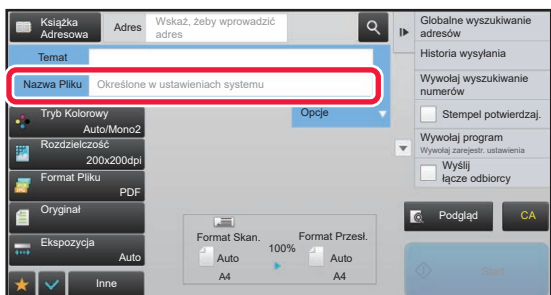 Książka
Adresowa
Adres
Wskaż, żeby wprowadzić
adres
Temat
Nazwa Pliku
Określone w ustawieniach systemu
Tryb Kolorowy
Auto/Mono2
Rozdzielczość
200x200dpi
Format Pliku
PDF
Oryginał
Ekspozycja
Auto
Inne
Opcje
Format Skan.
100%
Format Przesł.
Auto
A4
Auto
A4
Globalne wyszukiwanie
adresów
Historia wysyłania
Wywołaj wyszukiwanie
numerów
Stempel potwierdzaj.
Wywołaj program
Wywołaj zarejestr. ustawienia
Wyślij
łącze odbiorcy
Podgląd
CA
Start